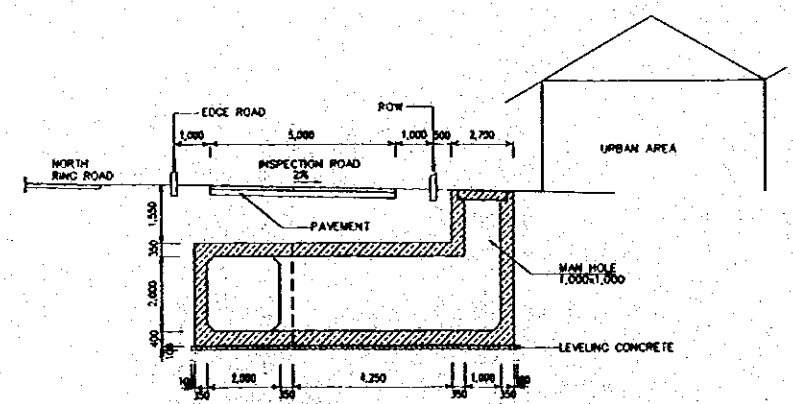 EDGE ROAD
ROW
1,000
5,000
1,000
500
2,750
URBAN AREA
NORTH
RING ROAD
INSPECTION ROAD
2%
PAVEMENT
1,550
350
2,000
400
100
MAN HOLE
1,000x1,000
LEVELING CONCRETE
2,000
4,250
1,000
350
350
350
350